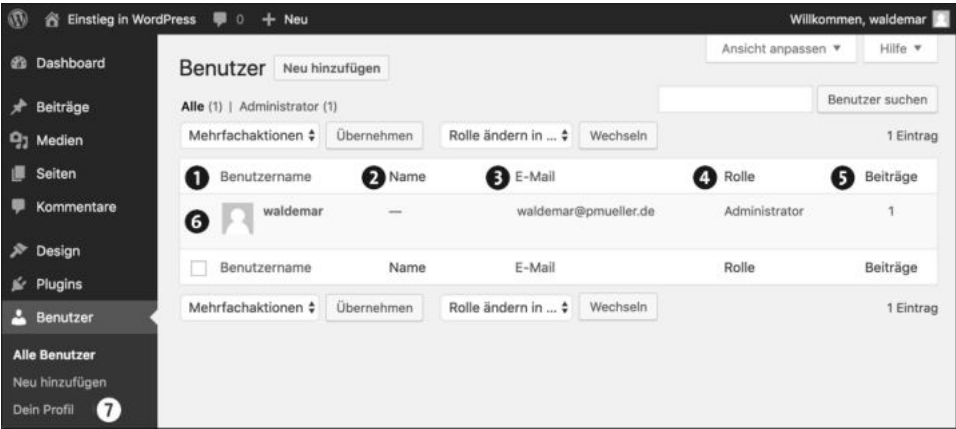 Einstieg in WordPress 0 + Neu Willkommen, waldemar
Dashboard
Beiträge
Medien
Seiten
Kommentare
Design
Plugins
Benutzer
Alle Benutzer
Neu hinzufügen
Dein Profil 7
Ansicht anpassen ▼ Hilfe ▼
Benutzer Neu hinzufügen
Alle (1) | Administrator (1) Benutzer suchen
Mehrfachaktionen Übernehmen Rolle ändern in ... Wechseln 1 Eintrag
1 Benutzername 2 Name 3 E-Mail 4 Rolle 5 Beiträge
6 waldemar — waldemar@pmueller.de Administrator 1
Benutzername Name E-Mail Rolle Beiträge
Mehrfachaktionen Übernehmen Rolle ändern in ... Wechseln 1 Eintrag